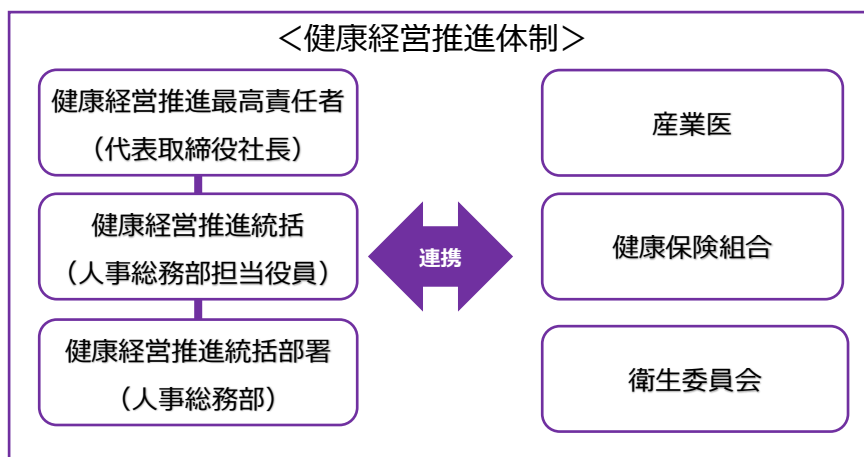 ＜健康経営推進体制＞
健康経営推進最高責任者
（代表取締役社長）
健康経営推進統括
（人事総務部担当役員）
健康経営推進統括部署
（人事総務部）
連携
産業医
健康保険組合
衛生委員会